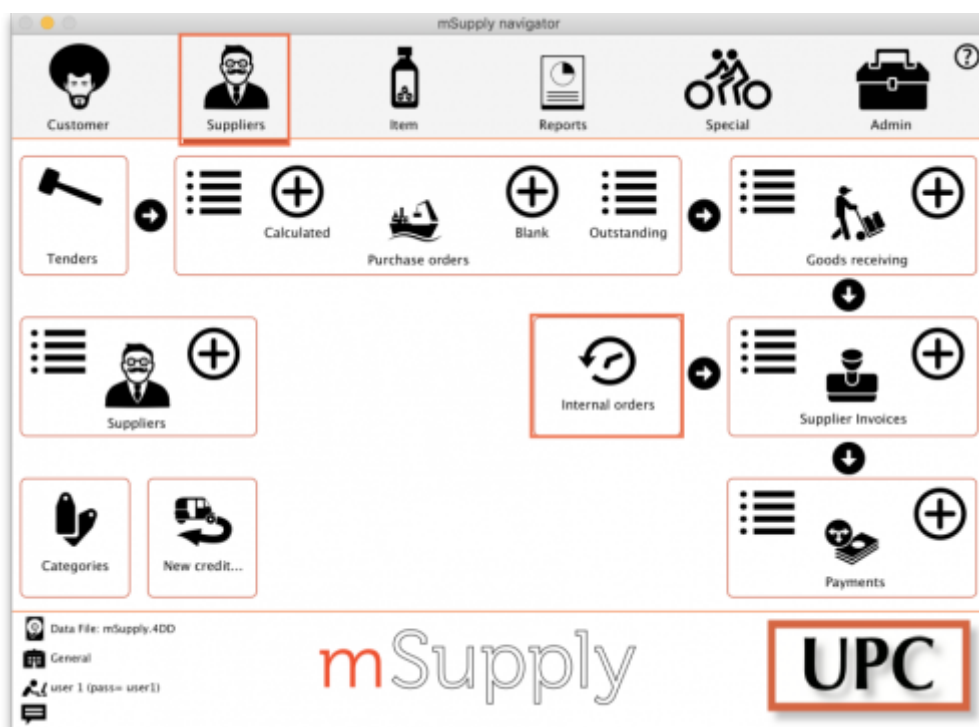 mSupply navigator
?
Customer
Suppliers
Item
Reports
Special
Admin
Tenders
Calculated
Blank
Outstanding
Purchase orders
Goods receiving
Suppliers
Internal orders
Supplier Invoices
Categories
New credit...
Payments
Data File: mSupply.4DD
General
user 1 (pass= user1)
mSupply
UPC